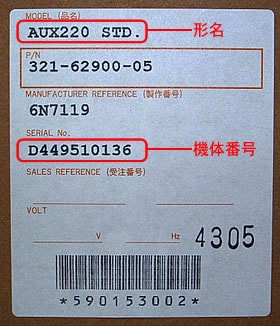 MODEL (品名)
AUX220 STD. 形名
P/N
321-62900-05
MANUFACTURER REFERENCE (製作番号)
6N7119
SERIAL No.
D449510136 機体番号
SALES REFERENCE (受注番号)
VOLT
V Hz 4305
*590153002*